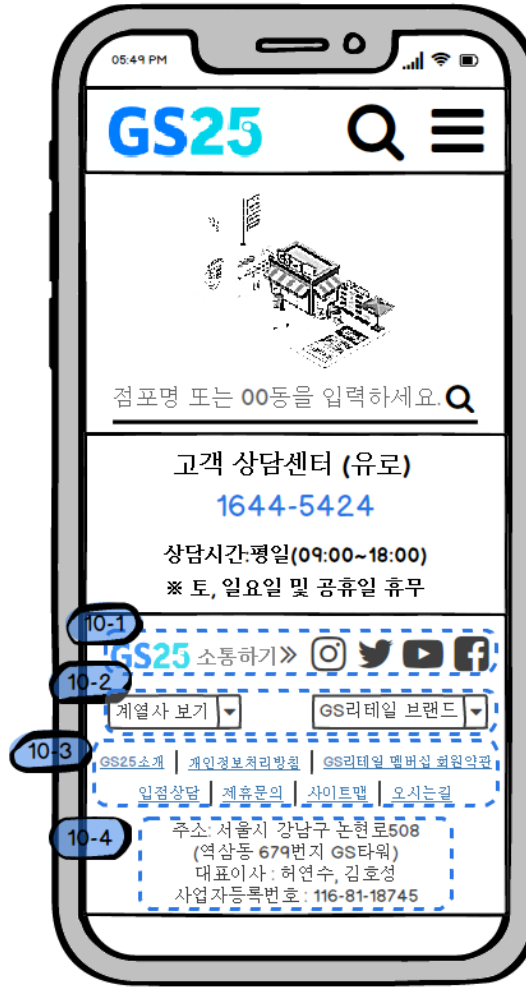 05:49 PM
GS25
점포명 또는 00동을 입력하세요.
고객 상담센터 (유로)
1644-5424
상담시간:평일(09:00~18:00)
※ 토, 일요일 및 공휴일 휴무
10-1
GS25 소통하기»
10-2
계열사 보기 GS리테일 브랜드
10-3
GS25소개 | 개인정보처리방침 | GS리테일 멤버십 회원약관
입점상담 | 제휴문의 | 사이트맵 | 오시는길
10-4
주소: 서울시 강남구 논현로508
(역삼동 679번지 GS타워)
대표이사 : 허연수, 김호성
사업자등록번호 : 116-81-18745